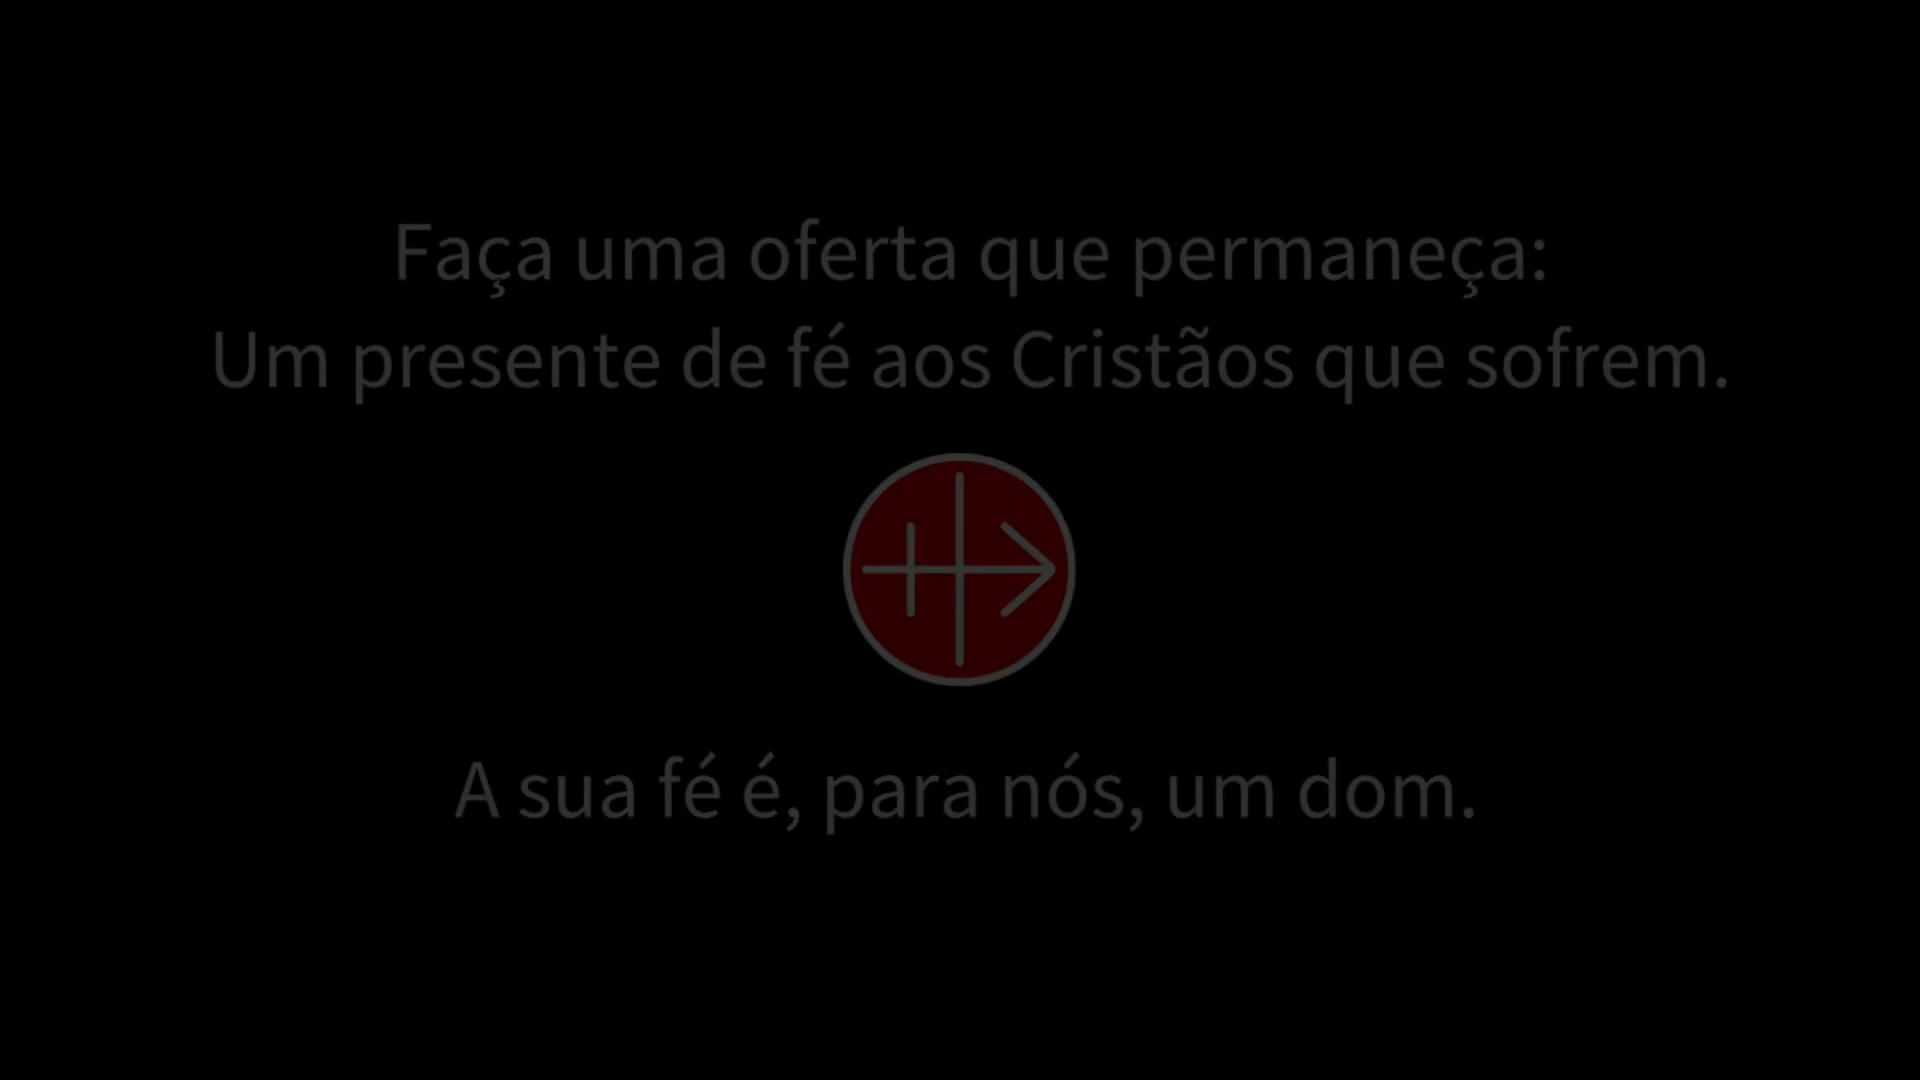 Faça uma oferta que permaneça:
Um presente de fé aos Cristãos que sofrem.
A sua fé é, para nós, um dom.